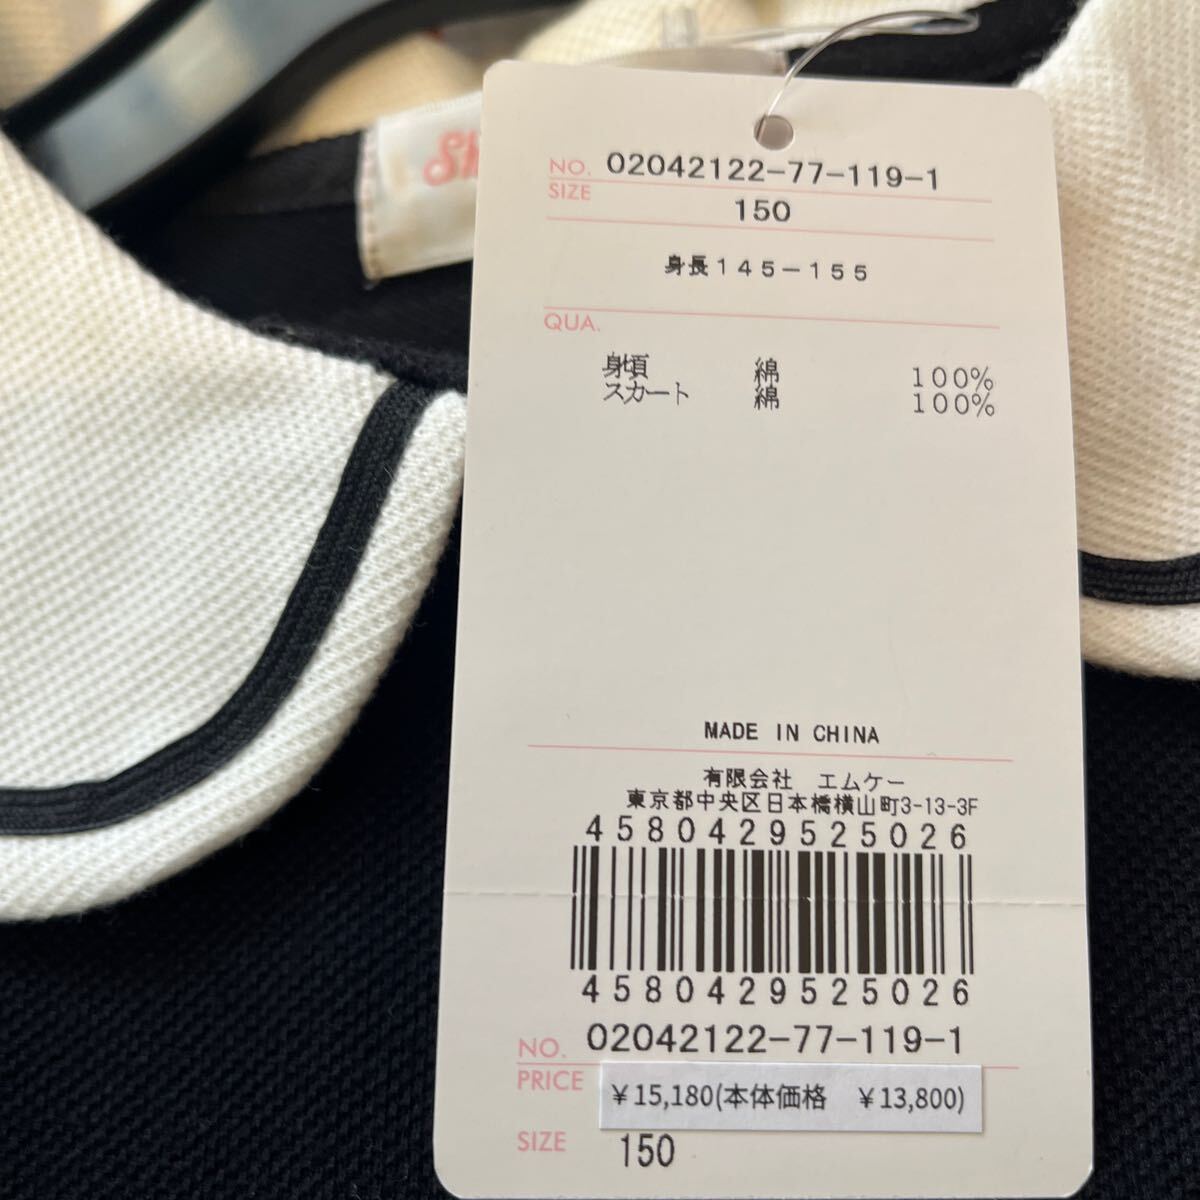 NO. 02042122-77-119-1
SIZE 150
身長145-155
QUA.
身頃 綿 100%
スカート 綿 100%
MADE IN CHINA
有限会社 エムケー
東京都中央区日本橋横山町3-13-3F
4580429525026
4580429525026
NO. 02042122-77-119-1
PRICE ¥15,180(本体価格 ¥13,800)
SIZE 150